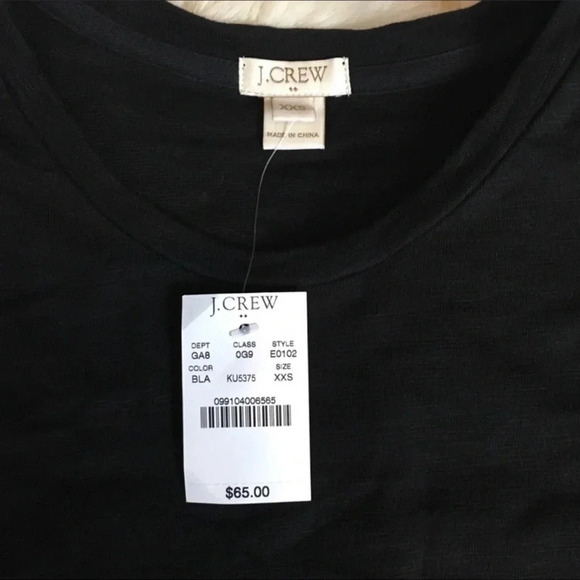 J.CREW
XXS
MADE IN CHINA
J.CREW
DEPT CLASS STYLE
GA8 0G9 E0102
COLOR SIZE
BLA KU5375 XXS
099104006565
$65.00